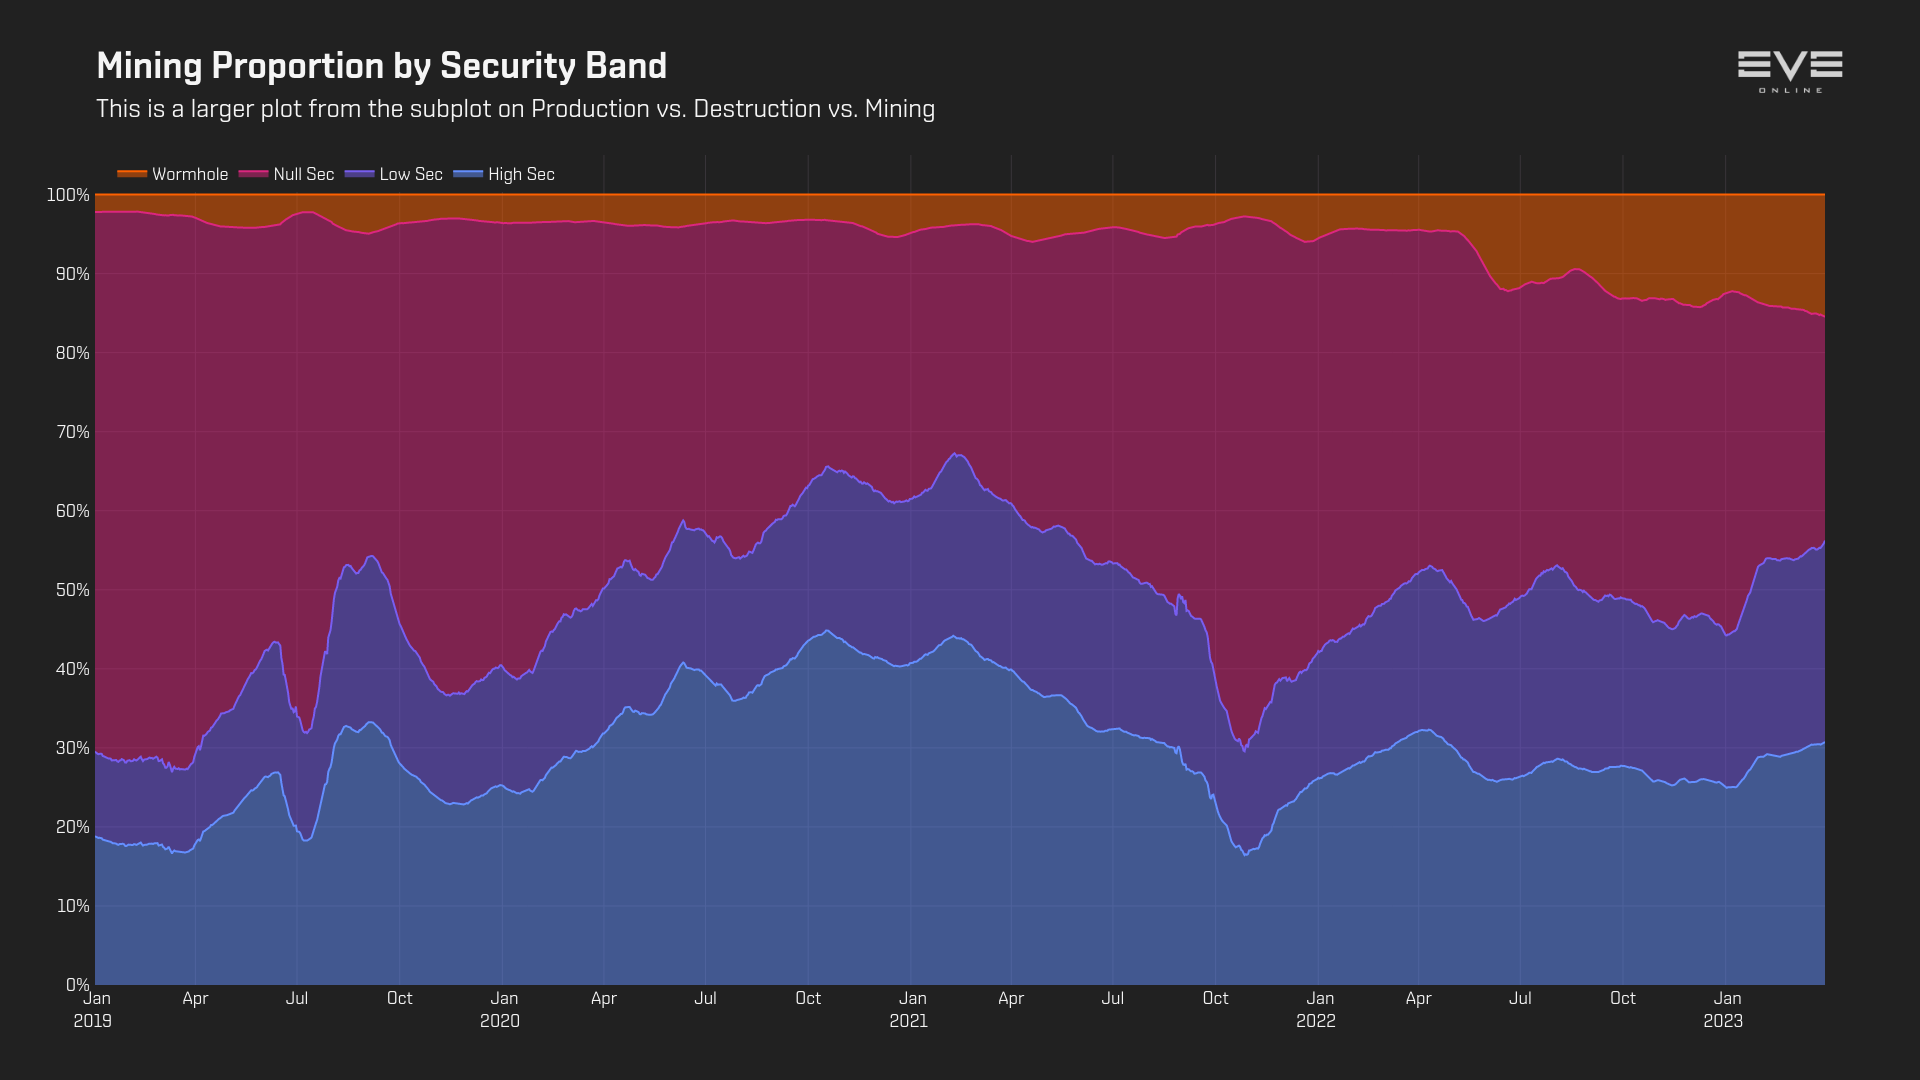 Mining Proportion by Security Band
This is a larger plot from the subplot on Production vs. Destruction vs. Mining
EVE
ONLINE
Wormhole Null Sec Low Sec High Sec
100%
90%
80%
70%
60%
50%
40%
30%
20%
10%
0%
Jan Apr Jul Oct Jan Apr Jul Oct Jan Apr Jul Oct Jan Apr Jul Oct Jan
2019 2020 2021 2022 2023